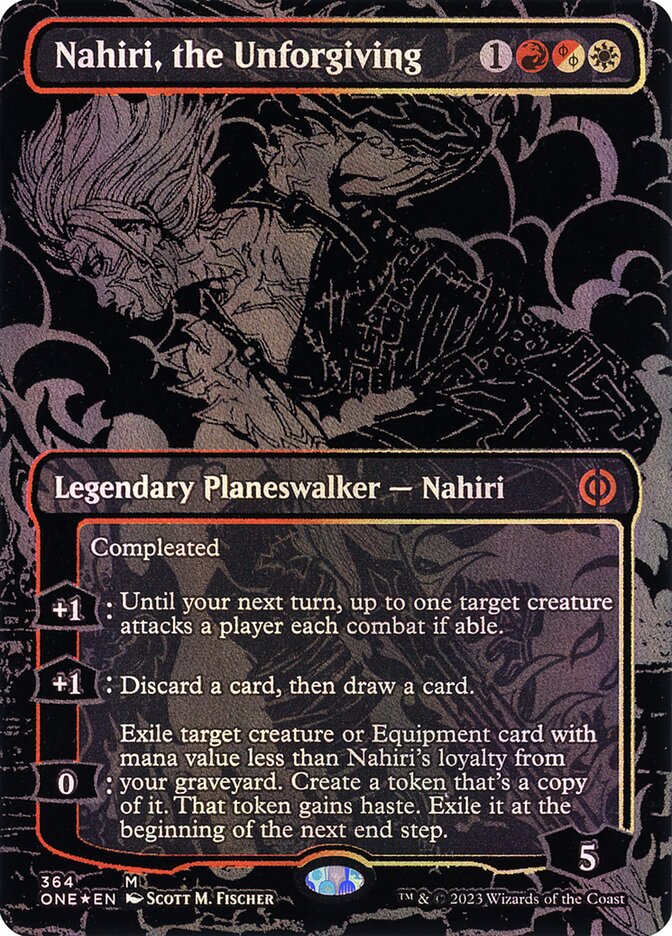 Nahiri, the Unforgiving 1
Legendary Planeswalker — Nahiri
Compleated
+1 : Until your next turn, up to one target creature
attacks a player each combat if able.
+1 : Discard a card, then draw a card.
Exile target creature or Equipment card with
mana value less than Nahiri's loyalty from
0 : your graveyard. Create a token that's a copy
of it. That token gains haste. Exile it at the
beginning of the next end step.
5
364 M
ONE★EN Scott M. Fischer ™ & © 2023 Wizards of the Coast